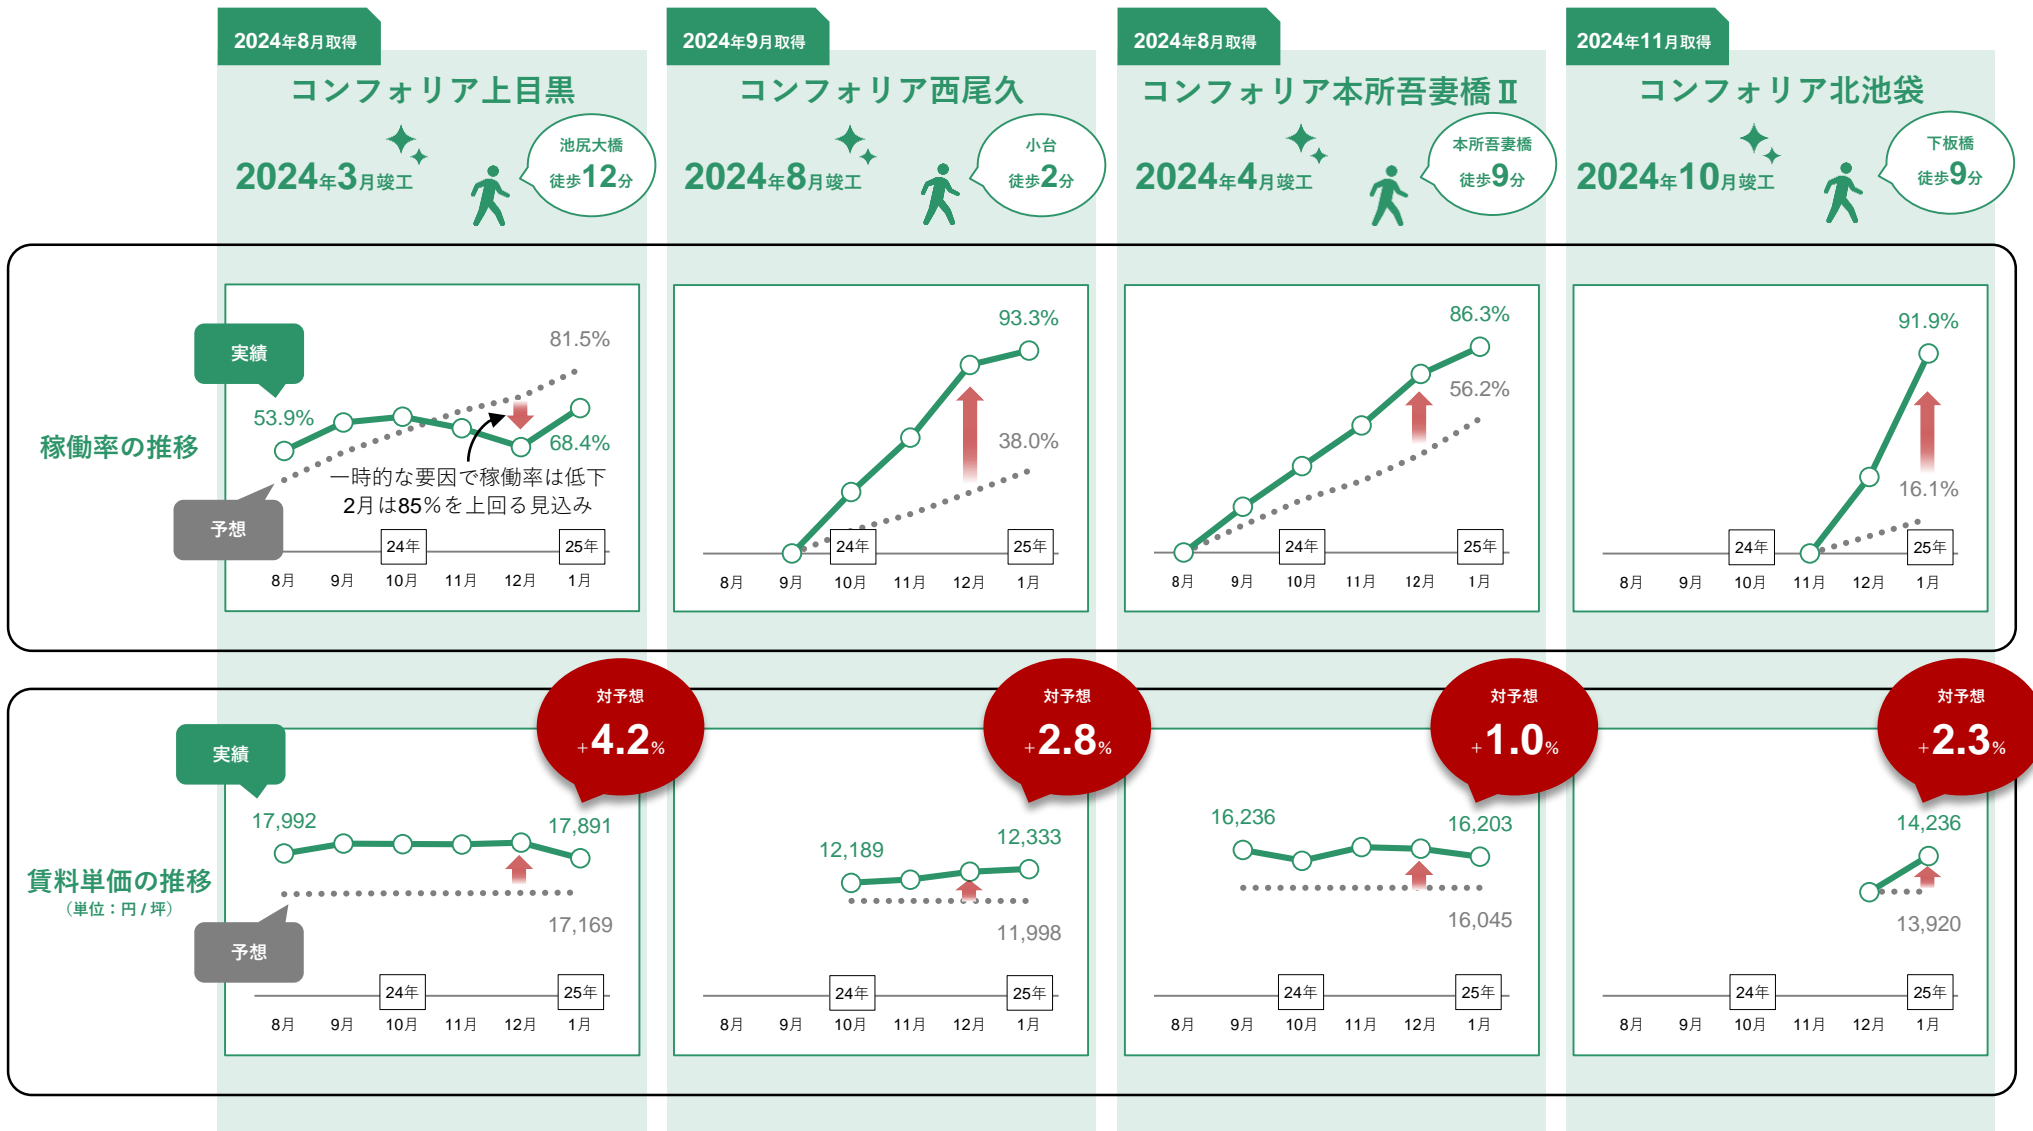 2024年8月取得
コンフォリア上目黒
2024年3月竣工
池尻大橋
徒歩12分
2024年9月取得
コンフォリア西尾久
2024年8月竣工
小台
徒歩2分
2024年8月取得
コンフォリア本所吾妻橋Ⅱ
2024年4月竣工
本所吾妻橋
徒歩9分
2024年11月取得
コンフォリア北池袋
2024年10月竣工
下板橋
徒歩9分
稼働率の推移
実績
予想
53.9%
81.5%
68.4%
一時的な要因で稼働率は低下
2月は85%を上回る見込み
24年
25年
8月 9月 10月 11月 12月 1月
93.3%
38.0%
24年
25年
8月 9月 10月 11月 12月 1月
86.3%
56.2%
24年
25年
8月 9月 10月 11月 12月 1月
91.9%
16.1%
24年
25年
8月 9月 10月 11月 12月 1月
賃料単価の推移
（単位：円 / 坪）
実績
予想
対予想
+4.2%
17,992
17,891
17,169
24年
25年
8月 9月 10月 11月 12月 1月
対予想
+2.8%
12,189
12,333
11,998
24年
25年
8月 9月 10月 11月 12月 1月
対予想
+1.0%
16,236
16,203
16,045
24年
25年
8月 9月 10月 11月 12月 1月
対予想
+2.3%
14,236
13,920
24年
25年
8月 9月 10月 11月 12月 1月